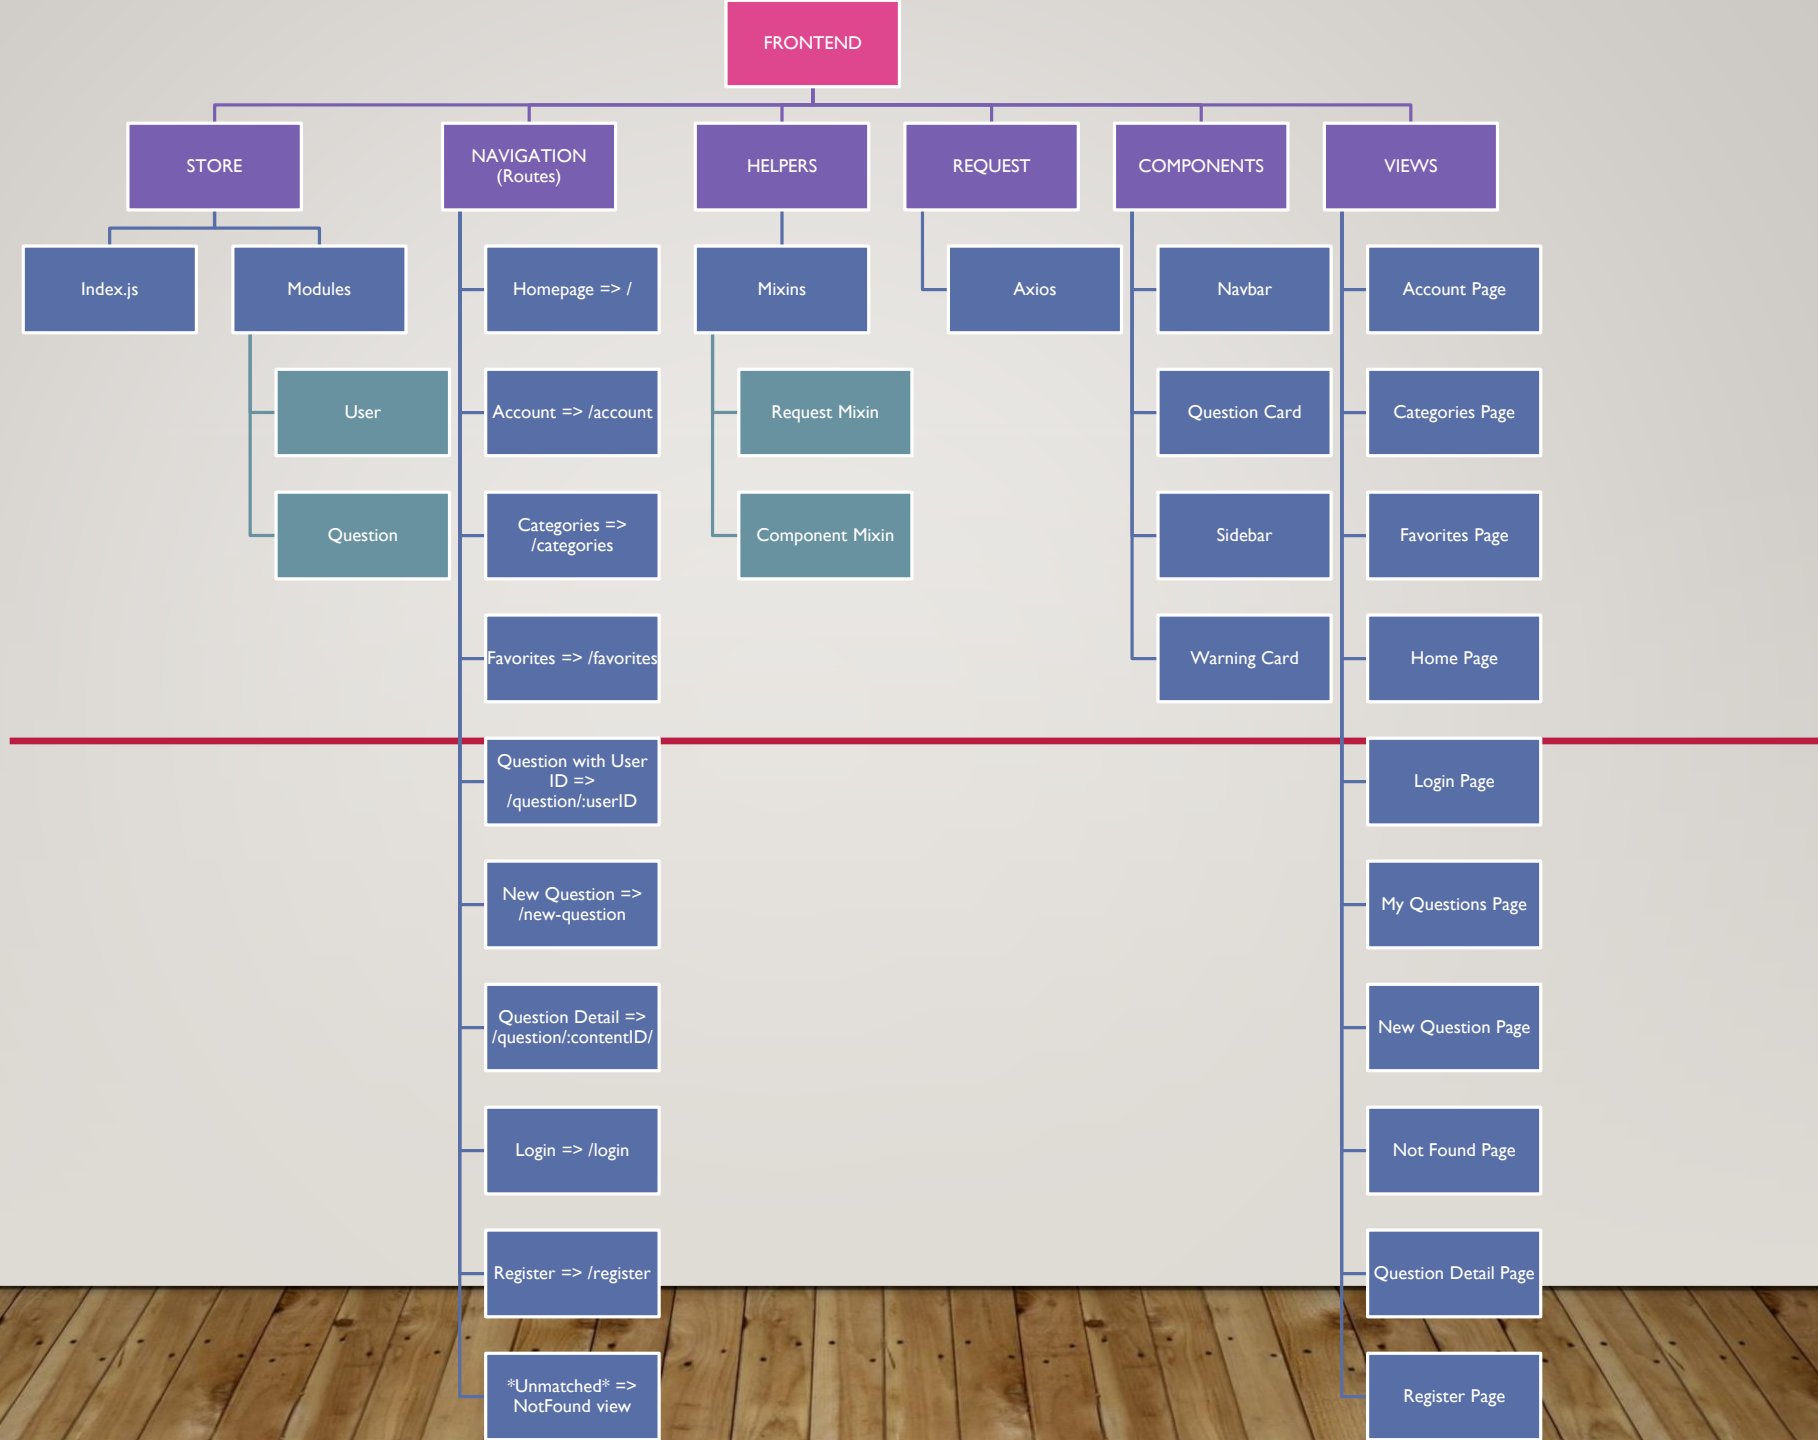 FRONTEND
STORE
NAVIGATION
(Routes)
HELPERS
REQUEST
COMPONENTS
VIEWS
Index.js
Modules
User
Question
Homepage => /
Account => /account
Categories =>
/categories
Favorites => /favorites
Question with User
ID =>
/question/:userID
New Question =>
/new-question
Question Detail =>
/question/:contentID/
Login => /login
Register => /register
*Unmatched* =>
NotFound view
Mixins
Request Mixin
Component Mixin
Axios
Navbar
Question Card
Sidebar
Warning Card
Account Page
Categories Page
Favorites Page
Home Page
Login Page
My Questions Page
New Question Page
Not Found Page
Question Detail Page
Register Page